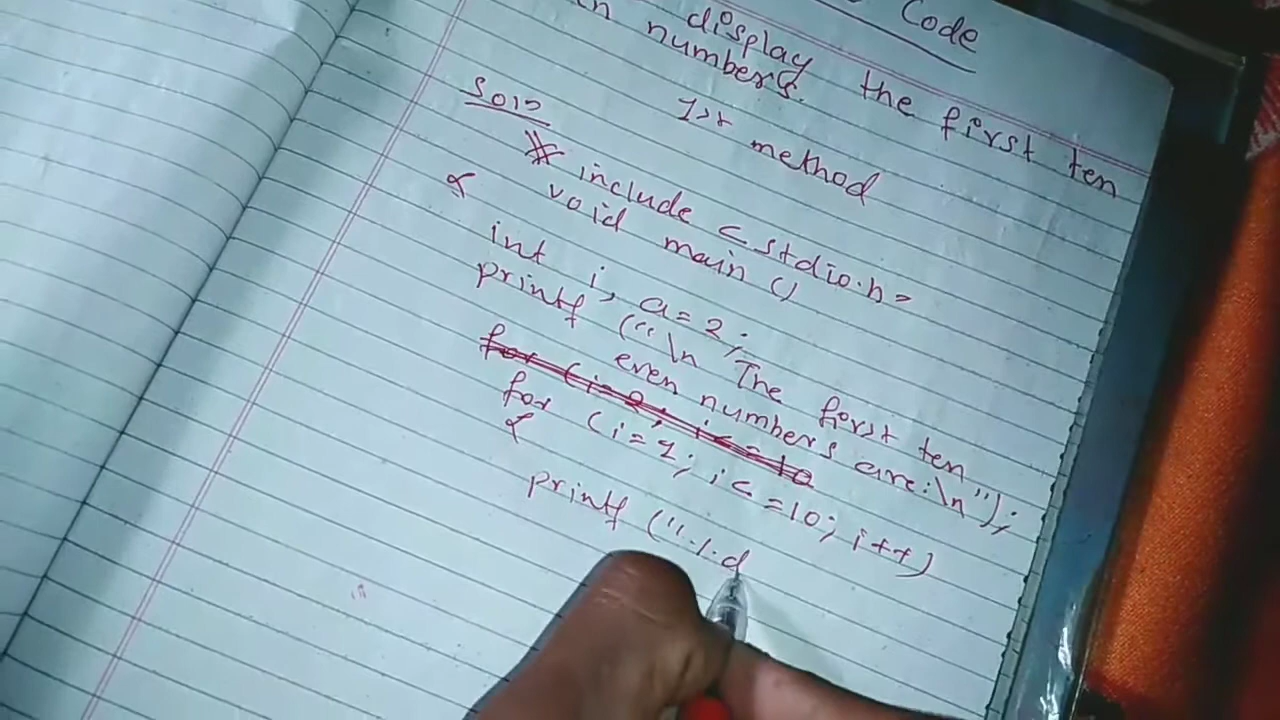 Code
display the first ten
n numbers.
1st method
Soln
# include <stdio.h>
void main ()
{
int i, a=2;
printf ("\n The first ten
even numbers are:\n");
for (i=2; i<=10
for (i=1; i<=10; i++)
{
printf ("%d